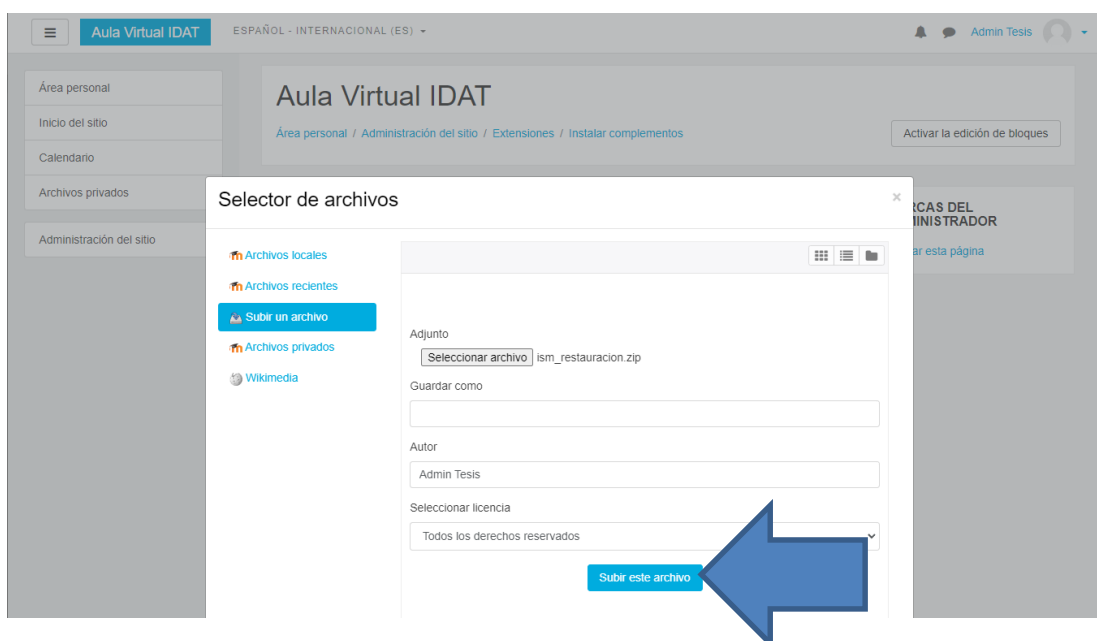 Aula Virtual IDAT
ESPAÑOL - INTERNACIONAL (ES)
Admin Tesis
Área personal
Inicio del sitio
Calendario
Archivos privados
Administración del sitio
Aula Virtual IDAT
Área personal / Administración del sitio / Extensiones / Instalar complementos
Activar la edición de bloques
Selector de archivos
×
Archivos locales
Archivos recientes
Subir un archivo
Archivos privados
Wikimedia
Adjunto
Seleccionar archivo ism_restauracion.zip
Guardar como
Autor
Admin Tesis
Seleccionar licencia
Todos los derechos reservados
Subir este archivo
DEL
esta página